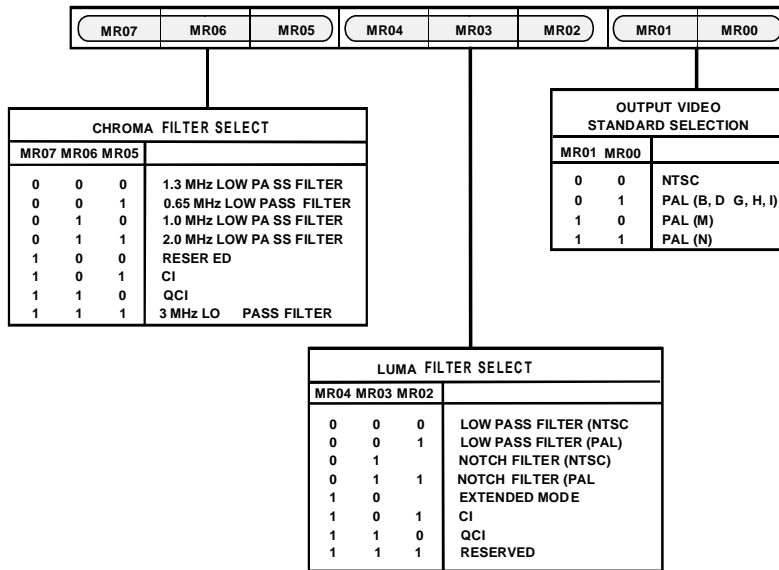 MR07 MR06 MR05 MR04 MR03 MR02 MR01 MR00
CHROMA FILTER SELECT
MR07 MR06 MR05
0 0 0 1.3 MHz LOW PA SS FILTER
0 0 1 0.65 MHz LOW PASS FILTER
0 1 0 1.0 MHz LOW PA SS FILTER
0 1 1 2.0 MHz LOW PA SS FILTER
1 0 0 RESER ED
1 0 1 CI
1 1 0 QCI
1 1 1 3 MHz LO PASS FILTER
OUTPUT VIDEO
STANDARD SELECTION
MR01 MR00
0 0 NTSC
0 1 PAL (B, D G, H, I)
1 0 PAL (M)
1 1 PAL (N)
LUMA FILTER SELECT
MR04 MR03 MR02
0 0 0 LOW PASS FILTER (NTSC
0 0 1 LOW PASS FILTER (PAL)
0 1 NOTCH FILTER (NTSC)
0 1 1 NOTCH FILTER (PAL
1 0 EXTENDED MODE
1 0 1 CI
1 1 0 QCI
1 1 1 RESERVED